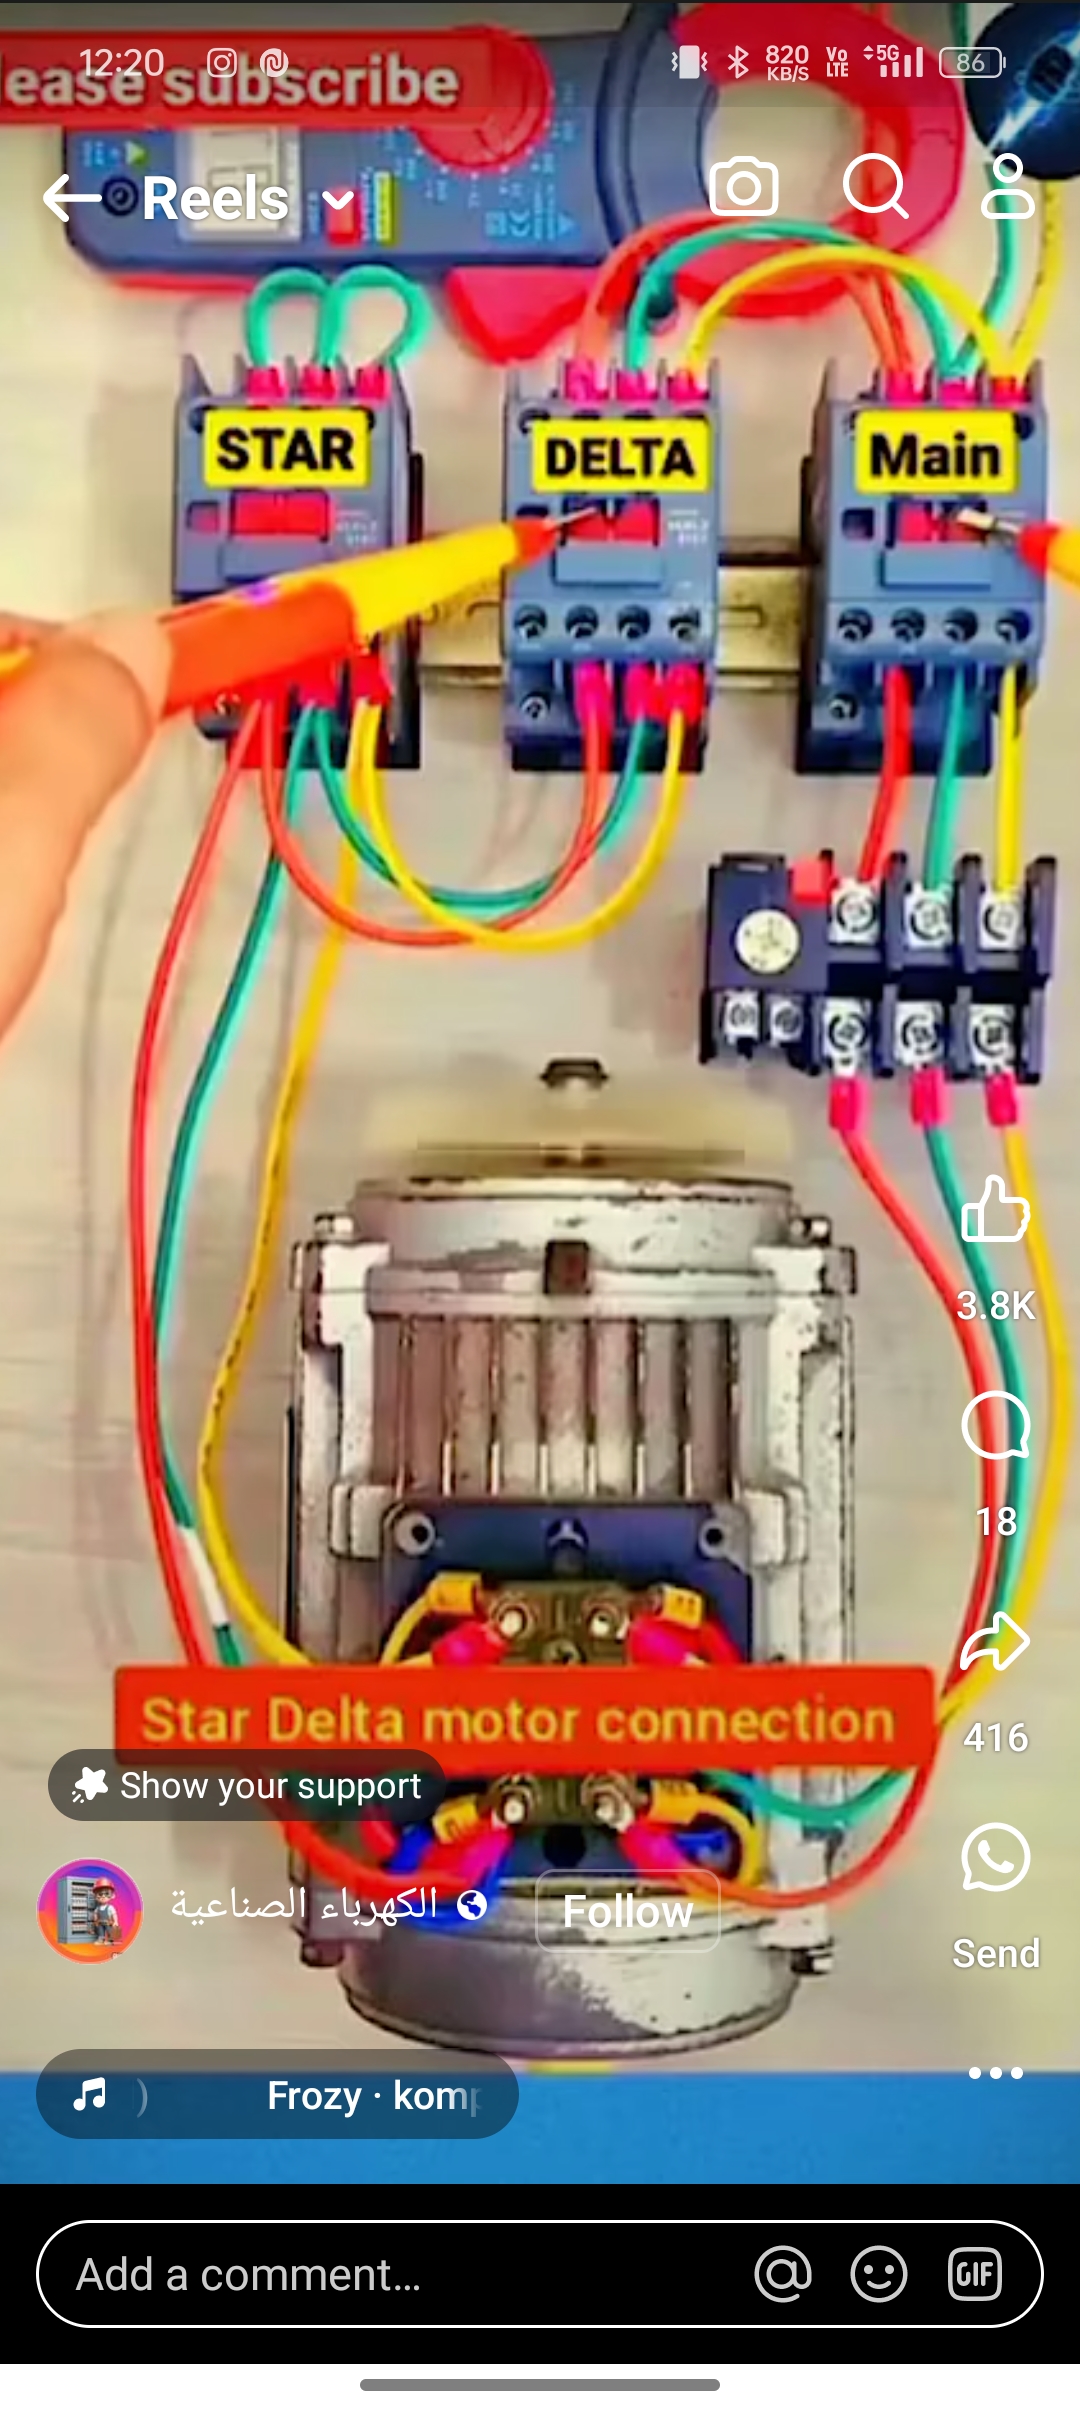 lease subscribe
12:20
820
KB/S
Vo
LTE
5G
86
Reels
STAR
DELTA
Main
3.8K
18
Star Delta motor connection
416
Show your support
الكهرباء الصناعية
Follow
Send
Frozy · komp
Add a comment...
GIF